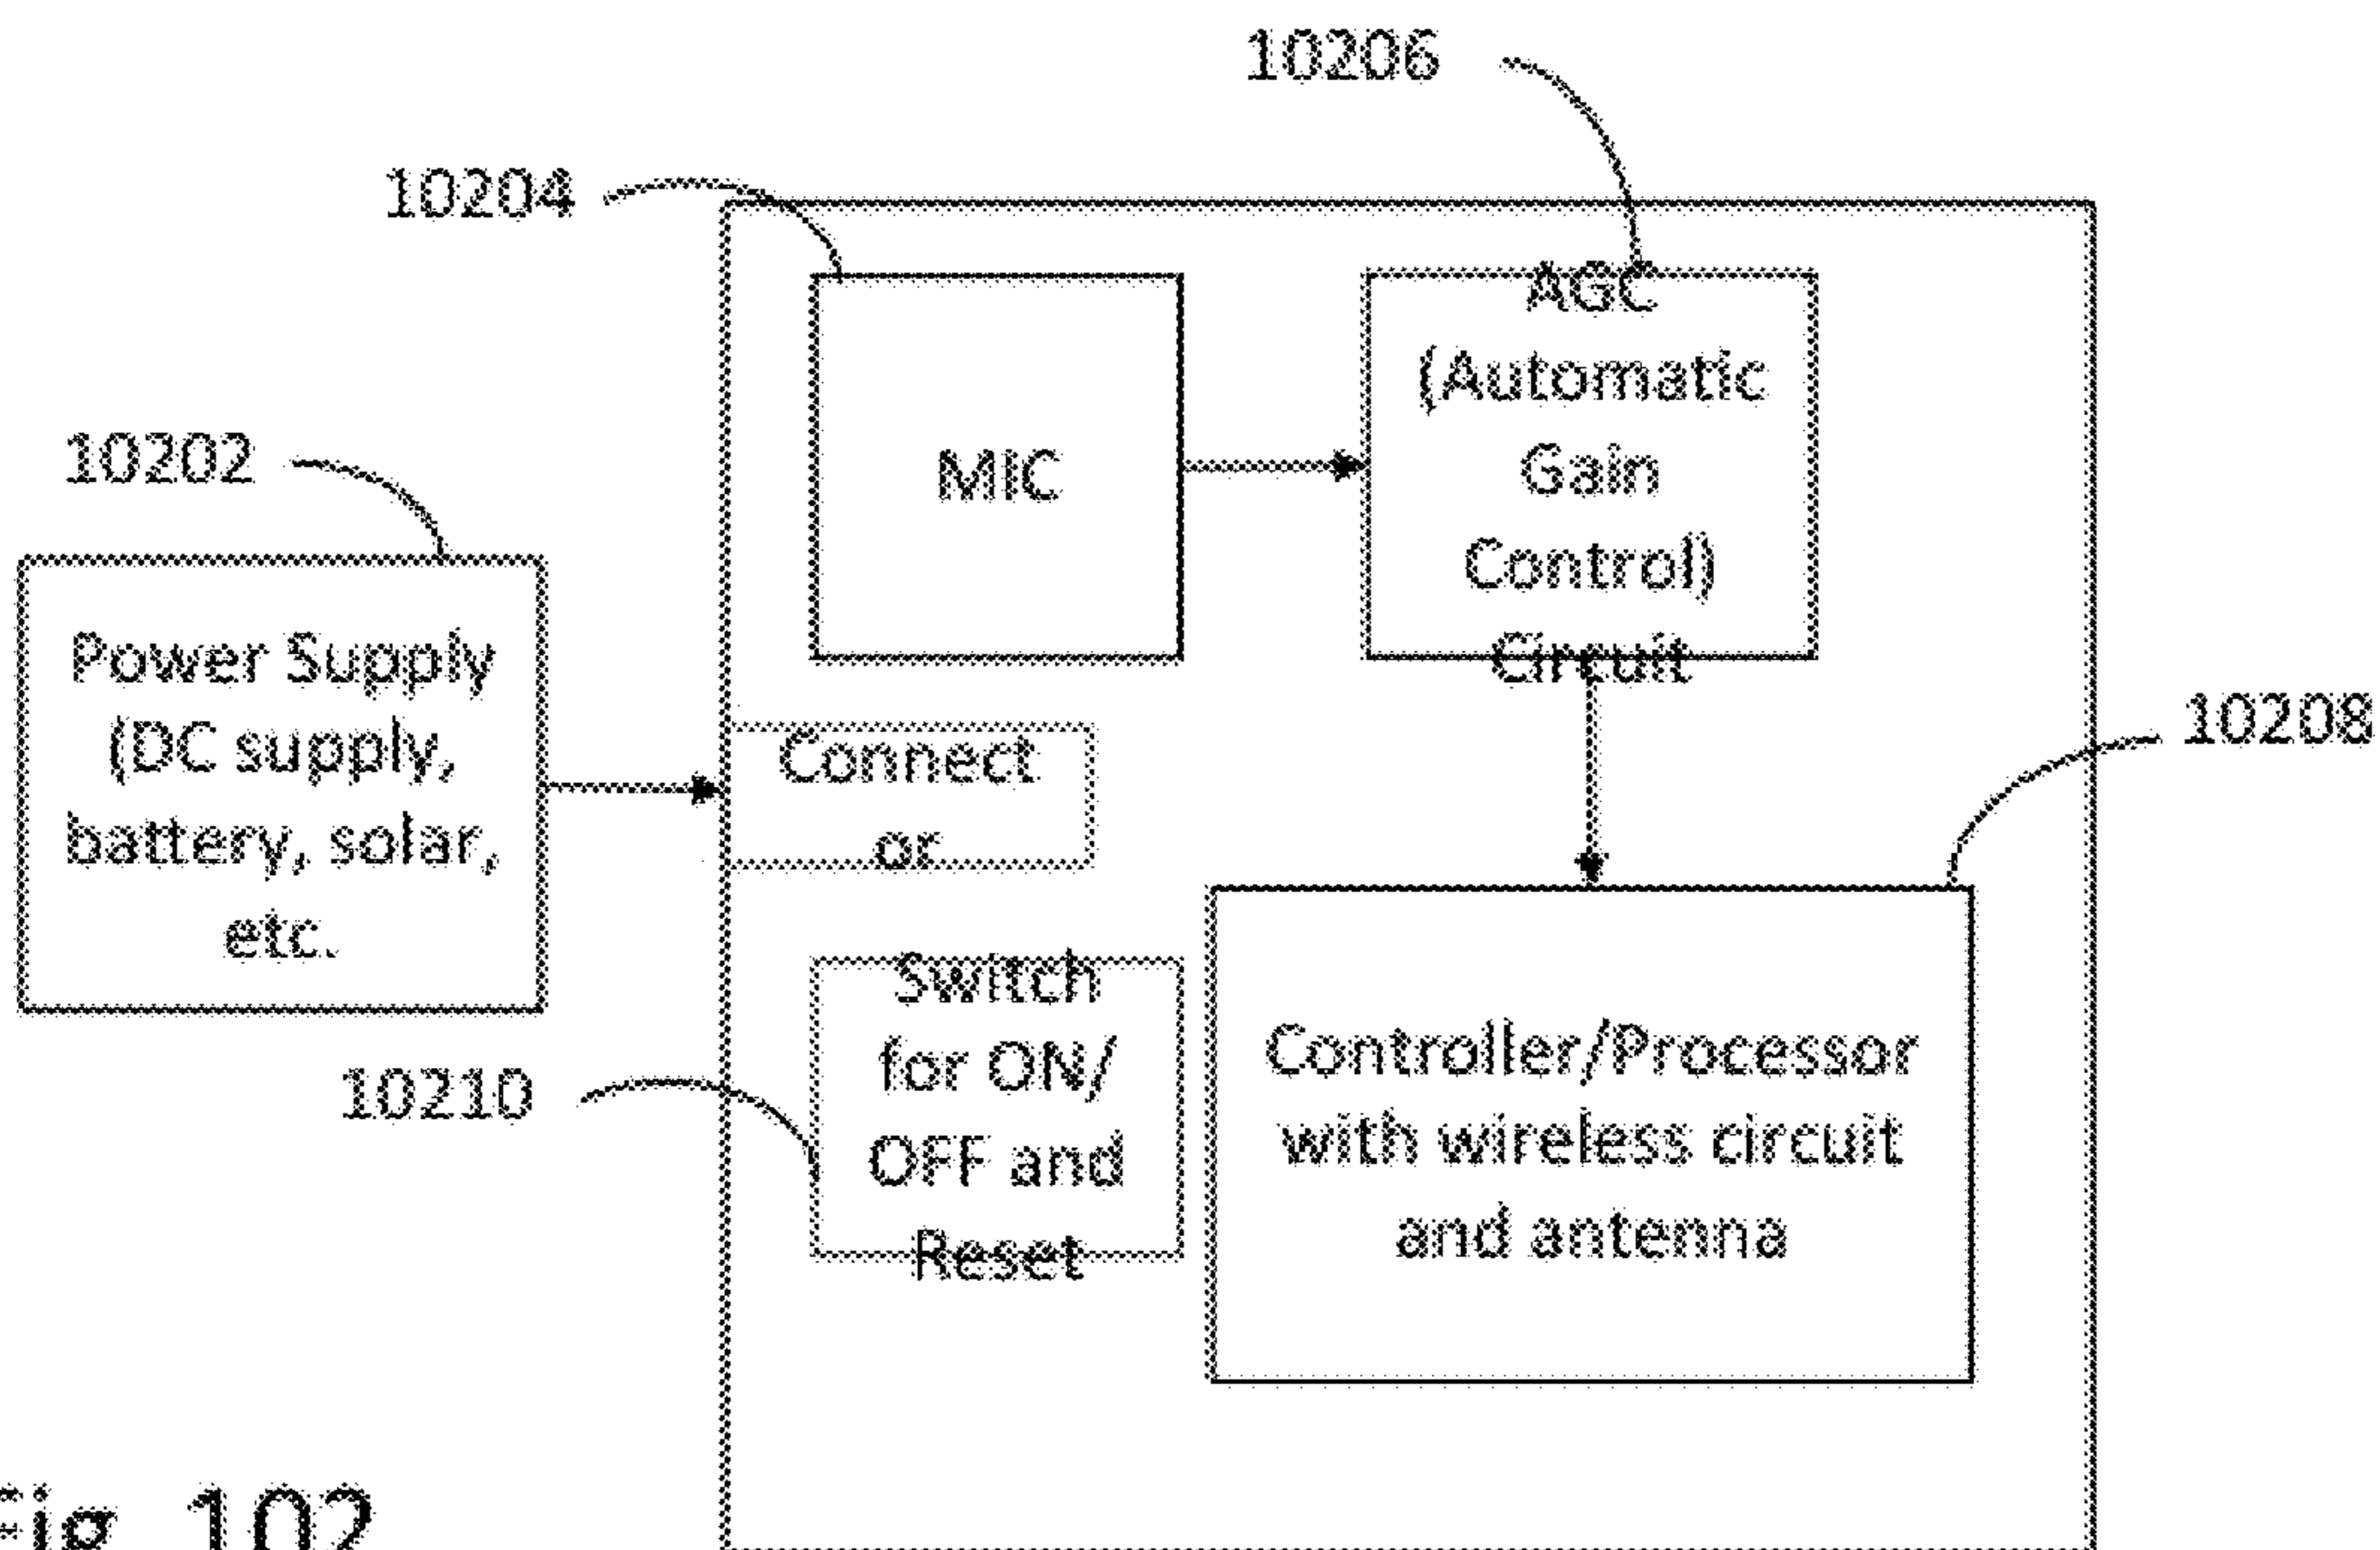 10206
10204
AGC
(Automatic
Gain
Control)
Circuit
MIC
10202
Power Supply
(DC supply,
battery, solar,
etc.
Connect
or
10208
Switch
for ON/
OFF and
Reset
10210
Controller/Processor
with wireless circuit
and antenna
Fig 102